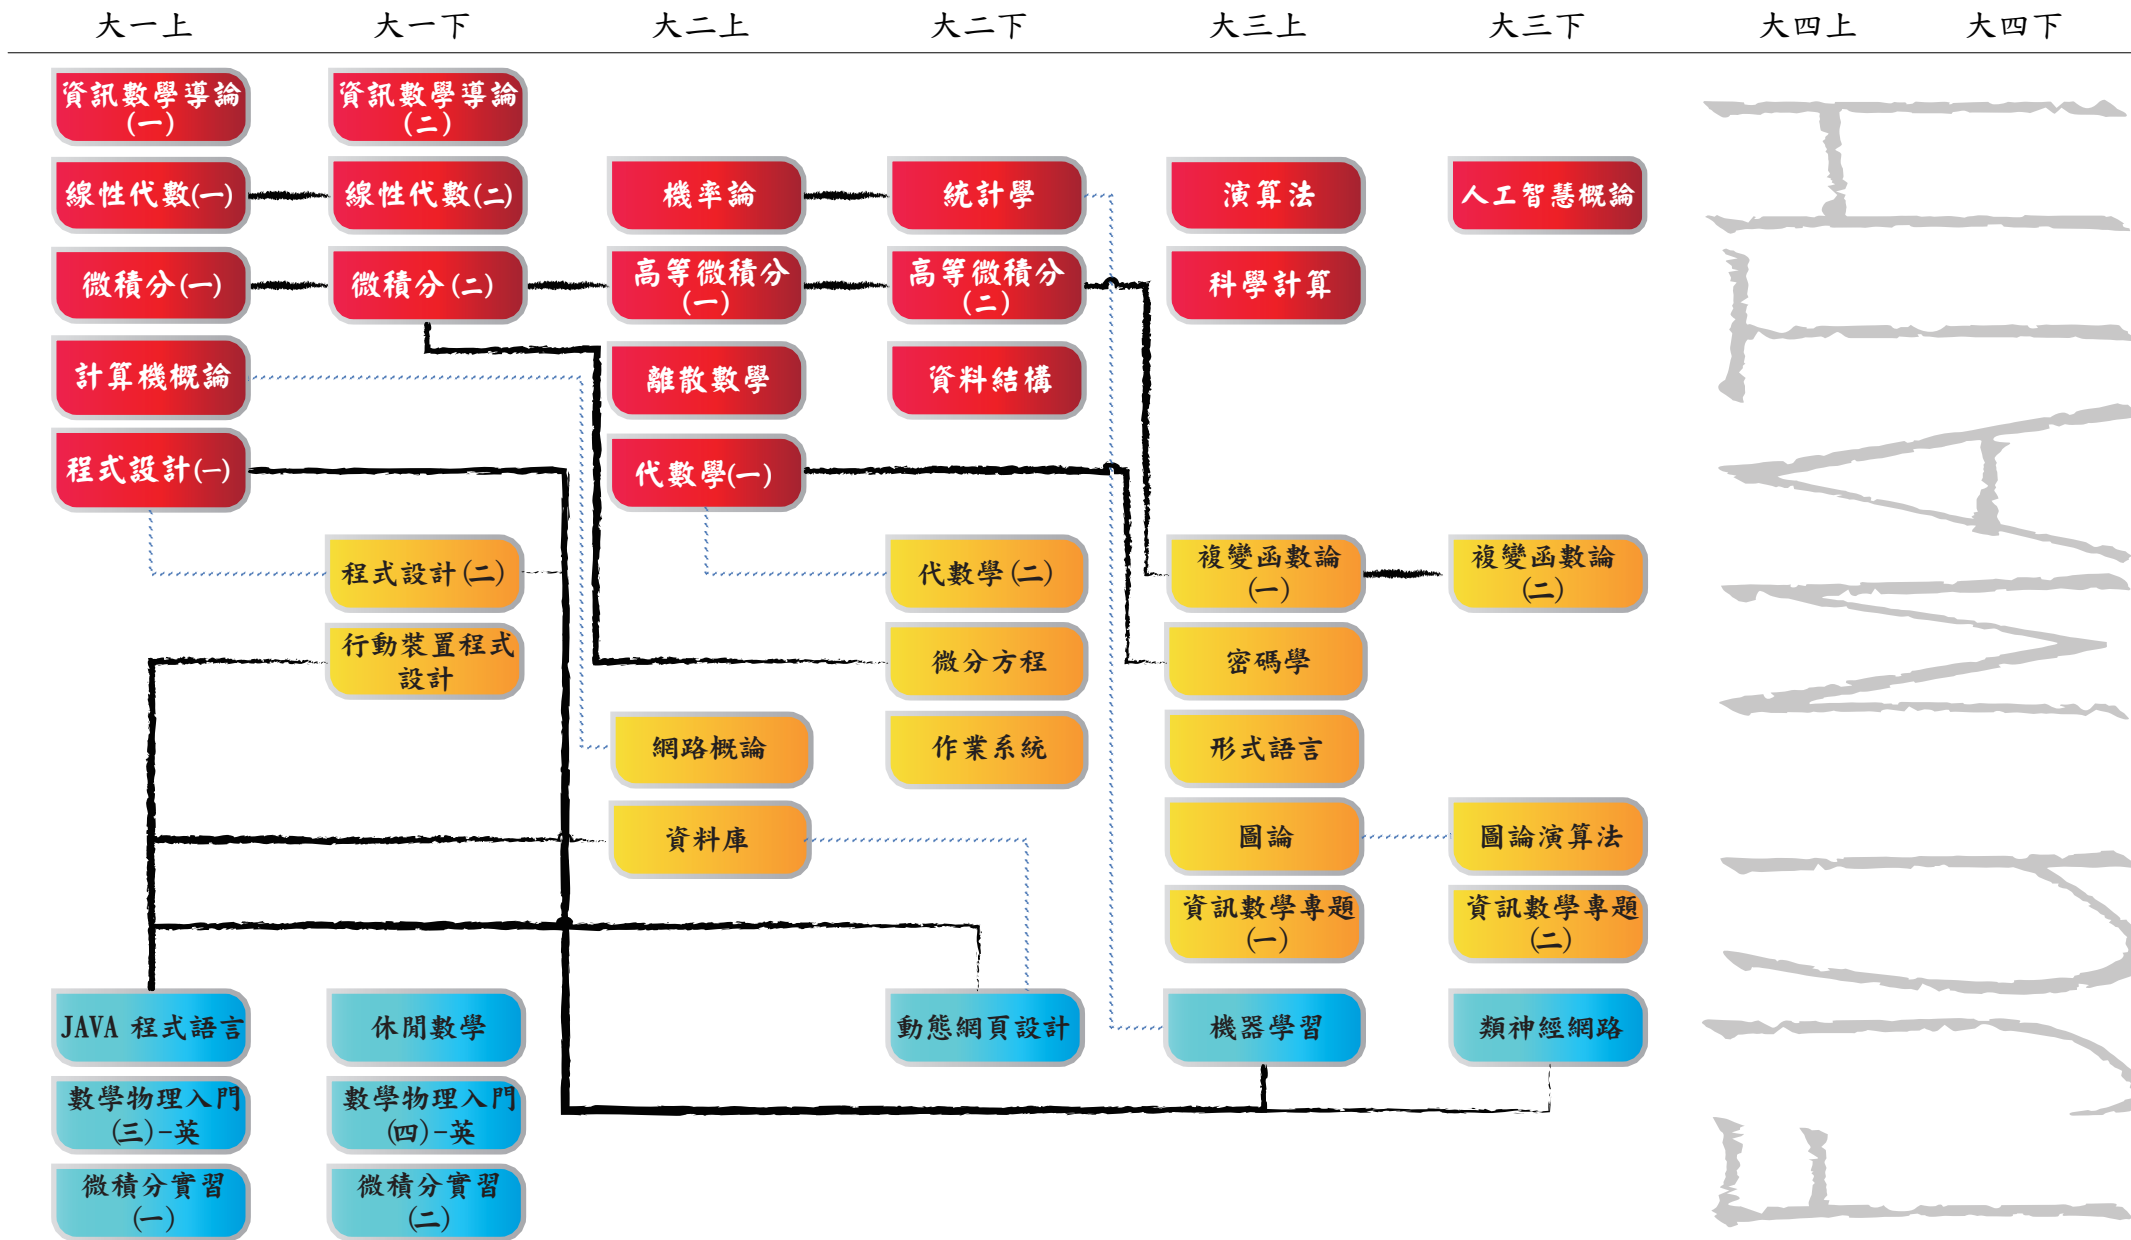 大一上 大一下 大二上 大二下 大三上 大三下 大四上 大四下
資訊數學導論
(一)
資訊數學導論
(二)
線性代數(一)
線性代數(二)
機率論
統計學
演算法
人工智慧概論
微積分(一)
微積分(二)
高等微積分
(一)
高等微積分
(二)
科學計算
計算機概論
離散數學
資料結構
程式設計(一)
代數學(一)
程式設計(二)
代數學(二)
複變函數論
(一)
複變函數論
(二)
行動裝置程式
設計
微分方程
密碼學
網路概論
作業系統
形式語言
資料庫
圖論
圖論演算法
資訊數學專題
(一)
資訊數學專題
(二)
JAVA 程式語言
休閒數學
動態網頁設計
機器學習
類神經網路
數學物理入門
(三)-英
數學物理入門
(四)-英
微積分實習
(一)
微積分實習
(二)